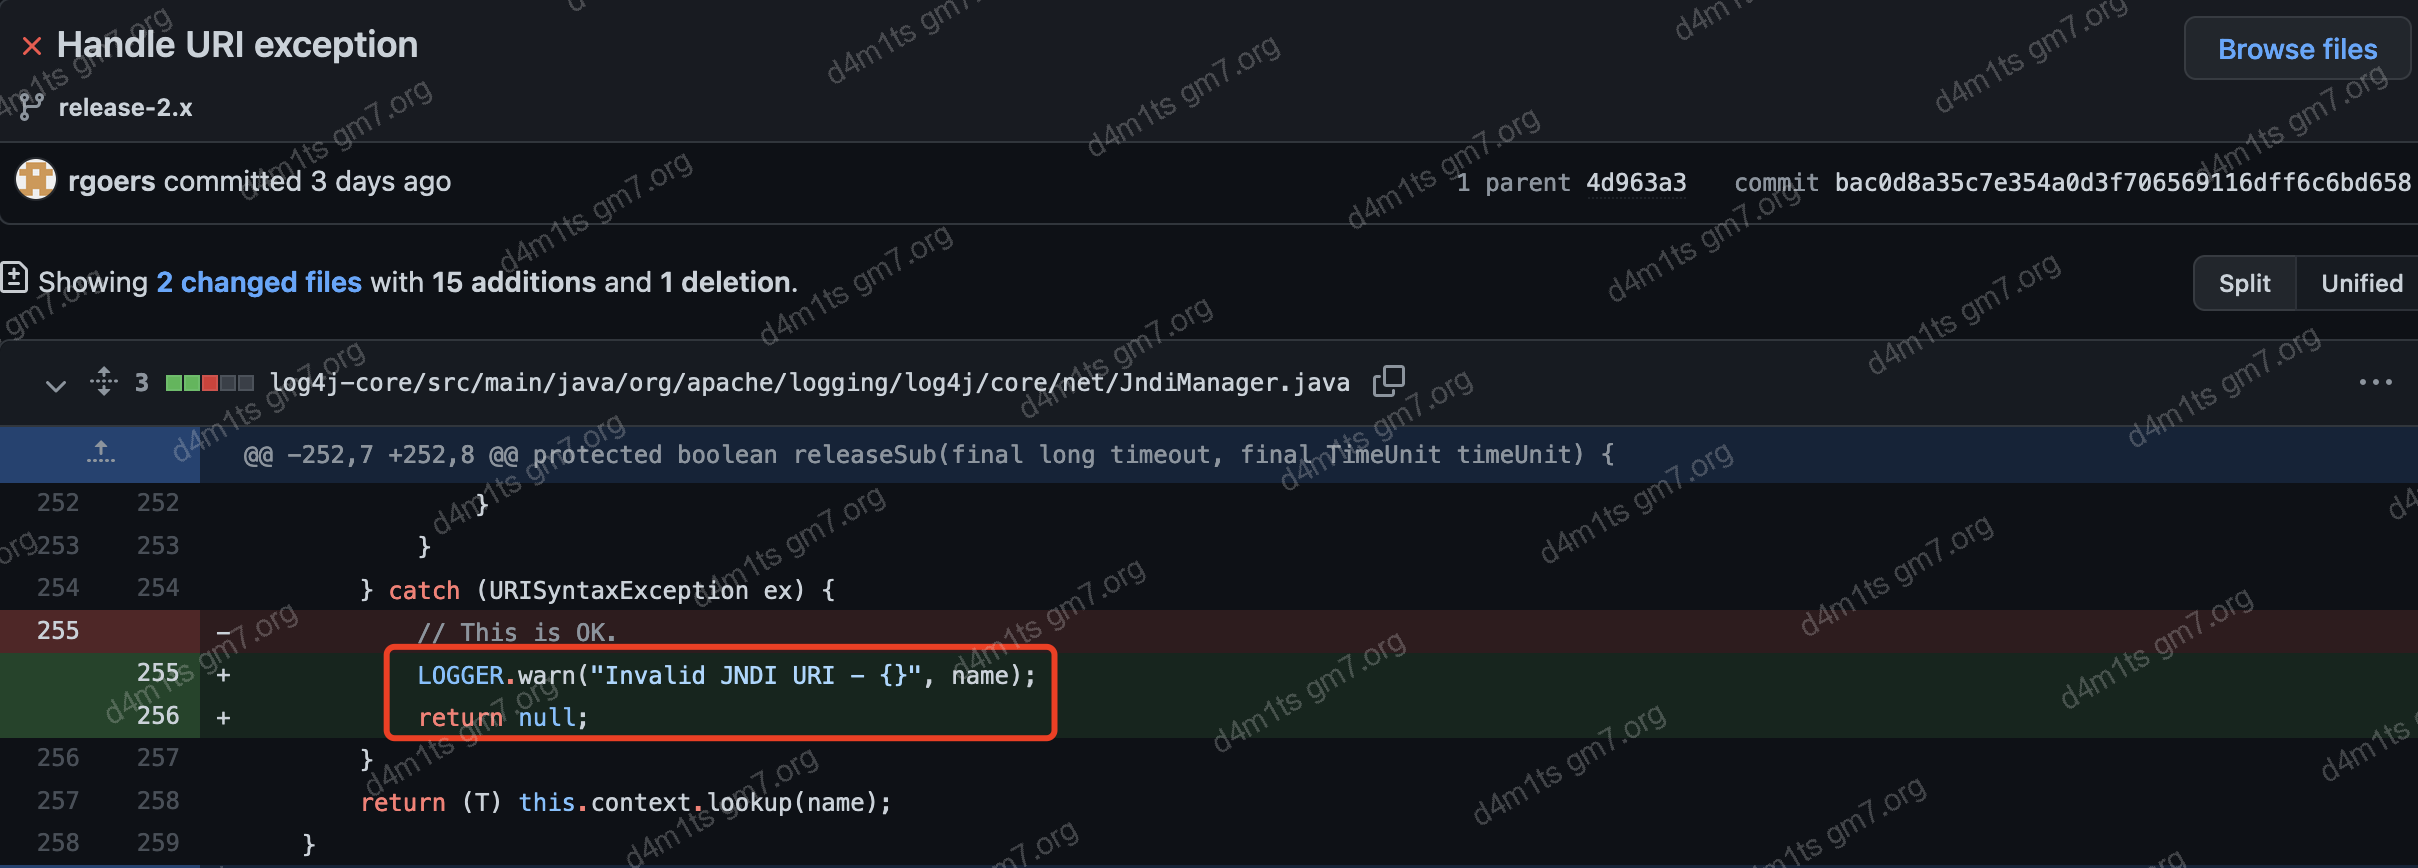 Handle URI exception
Browse files
release-2.x
rgoers committed 3 days ago
1 parent 4d963a3 commit bac0d8a35c7e354a0d3f706569116dff6c6bd658
Showing 2 changed files with 15 additions and 1 deletion.
Split Unified
3 log4j-core/src/main/java/org/apache/logging/log4j/core/net/JndiManager.java
@@ -252,7 +252,8 @@ protected boolean releaseSub(final long timeout, final TimeUnit timeUnit) {
252 252 }
253 253 }
254 254 } catch (URISyntaxException ex) {
255 - // This is OK.
255 + LOGGER.warn("Invalid JNDI URI - {}", name);
256 + return null;
256 257 }
257 258 return (T) this.context.lookup(name);
258 259 }
d4m1ts gm7.org